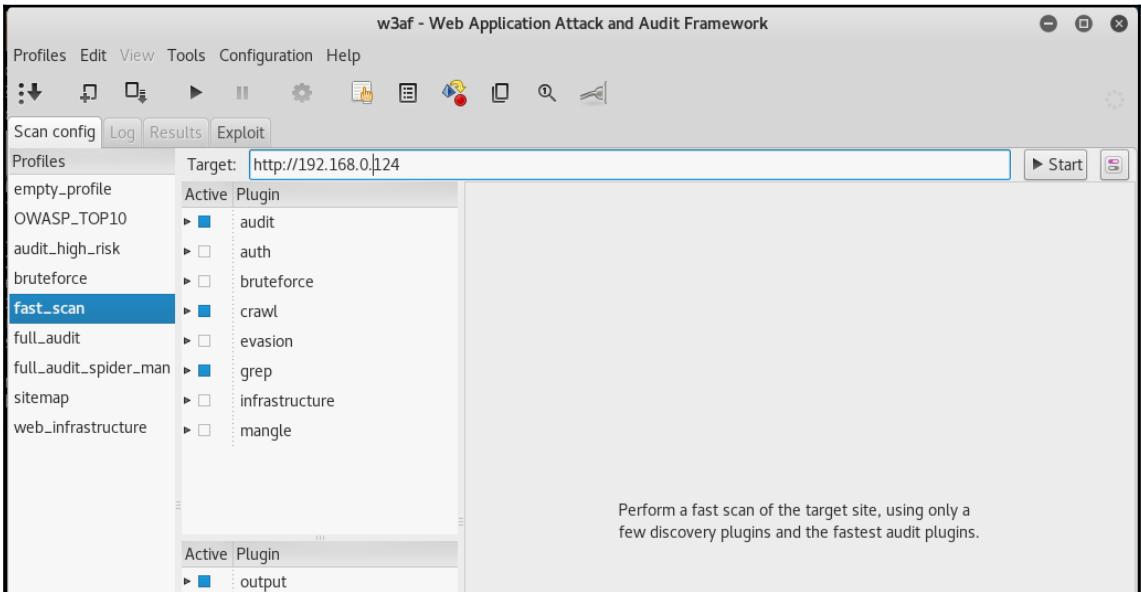 w3af - Web Application Attack and Audit Framework
Profiles Edit View Tools Configuration Help
Scan config Log Results Exploit
Profiles
empty_profile
OWASP_TOP10
audit_high_risk
bruteforce
fast_scan
full_audit
full_audit_spider_man
sitemap
web_infrastructure
Target: http://192.168.0.124 Start
Active Plugin
audit
auth
bruteforce
crawl
evasion
grep
infrastructure
mangle
Active Plugin
output
Perform a fast scan of the target site, using only a
few discovery plugins and the fastest audit plugins.